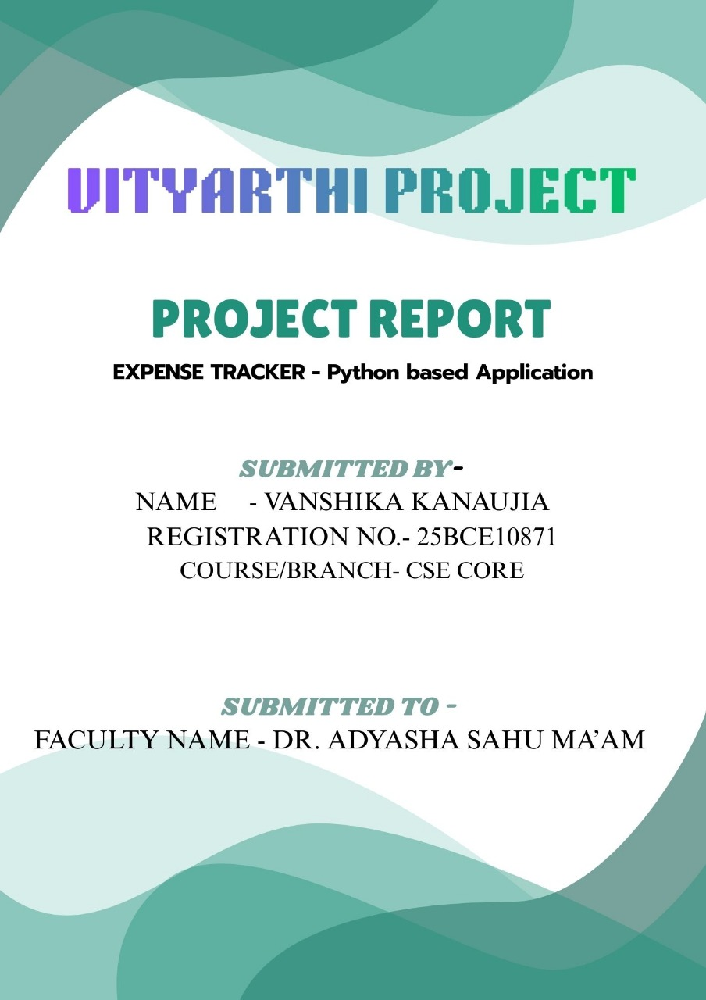 VITYARTHI PROJECT
PROJECT REPORT
EXPENSE TRACKER - Python based Application
SUBMITTED BY-
NAME - VANSHIKA KANAUJIA
REGISTRATION NO.- 25BCE10871
COURSE/BRANCH- CSE CORE
SUBMITTED TO -
FACULTY NAME - DR. ADYASHA SAHU MA’AM